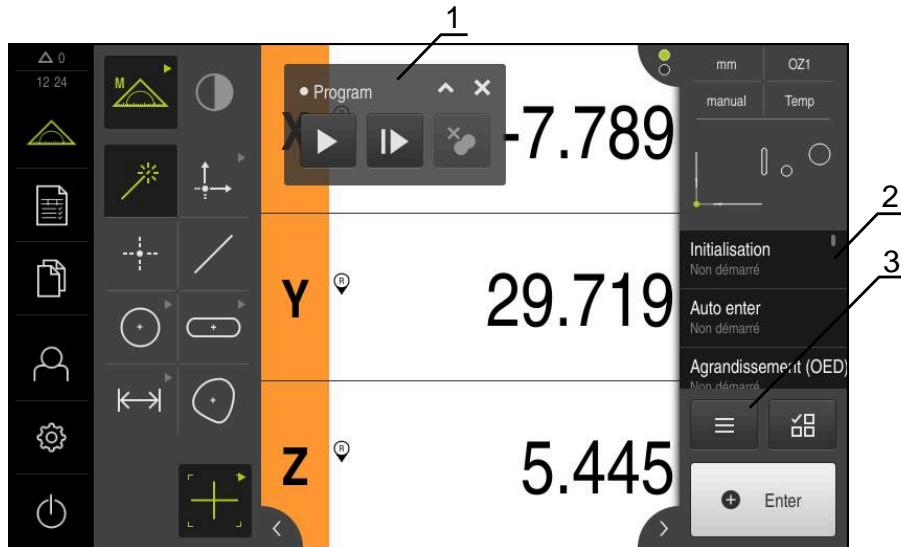 1
0
12 24
M
Program
X
-7.789
mm
OZ1
manual
Temp
2
Initialisation
Non démarré
3
Y
R
29.719
Auto enter
Non démarré
Agrandissement (OED)
Non démarré
Z
R
5.445
Enter